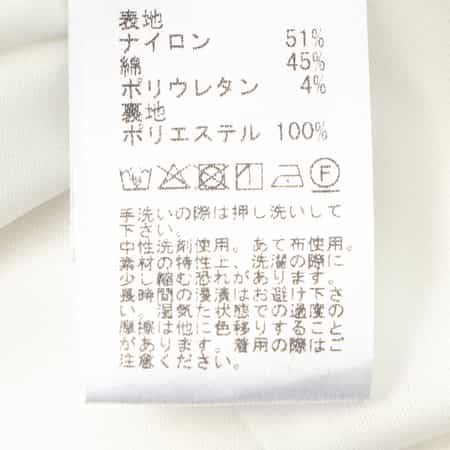 表地
ナイロン 51%
綿 45%
ポリウレタン 4%
裏地
ポリエステル 100%
F
手洗いの際は押し洗いして
下さい。
中性洗剤使用。あて布使用。
素材の特性上、洗濯の際に
少し縮む恐れがあります。
長時間の浸漬はお避け下さ
い。湿気た状態での過度の
摩擦は他に色移りすること
があります。着用の際はご
注意ください。